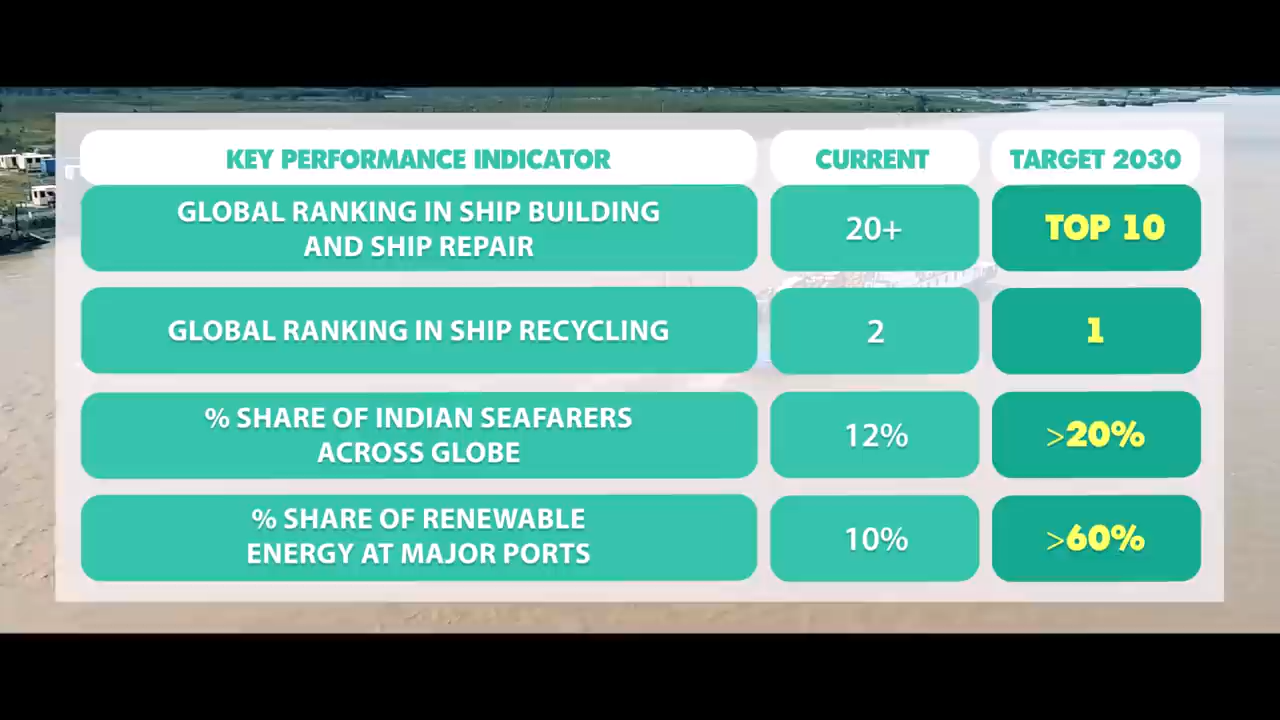 KEY PERFORMANCE INDICATOR CURRENT TARGET 2030
GLOBAL RANKING IN SHIP BUILDING
AND SHIP REPAIR
20+
TOP 10
GLOBAL RANKING IN SHIP RECYCLING
2
1
% SHARE OF INDIAN SEAFARERS
ACROSS GLOBE
12%
>20%
% SHARE OF RENEWABLE
ENERGY AT MAJOR PORTS
10%
>60%